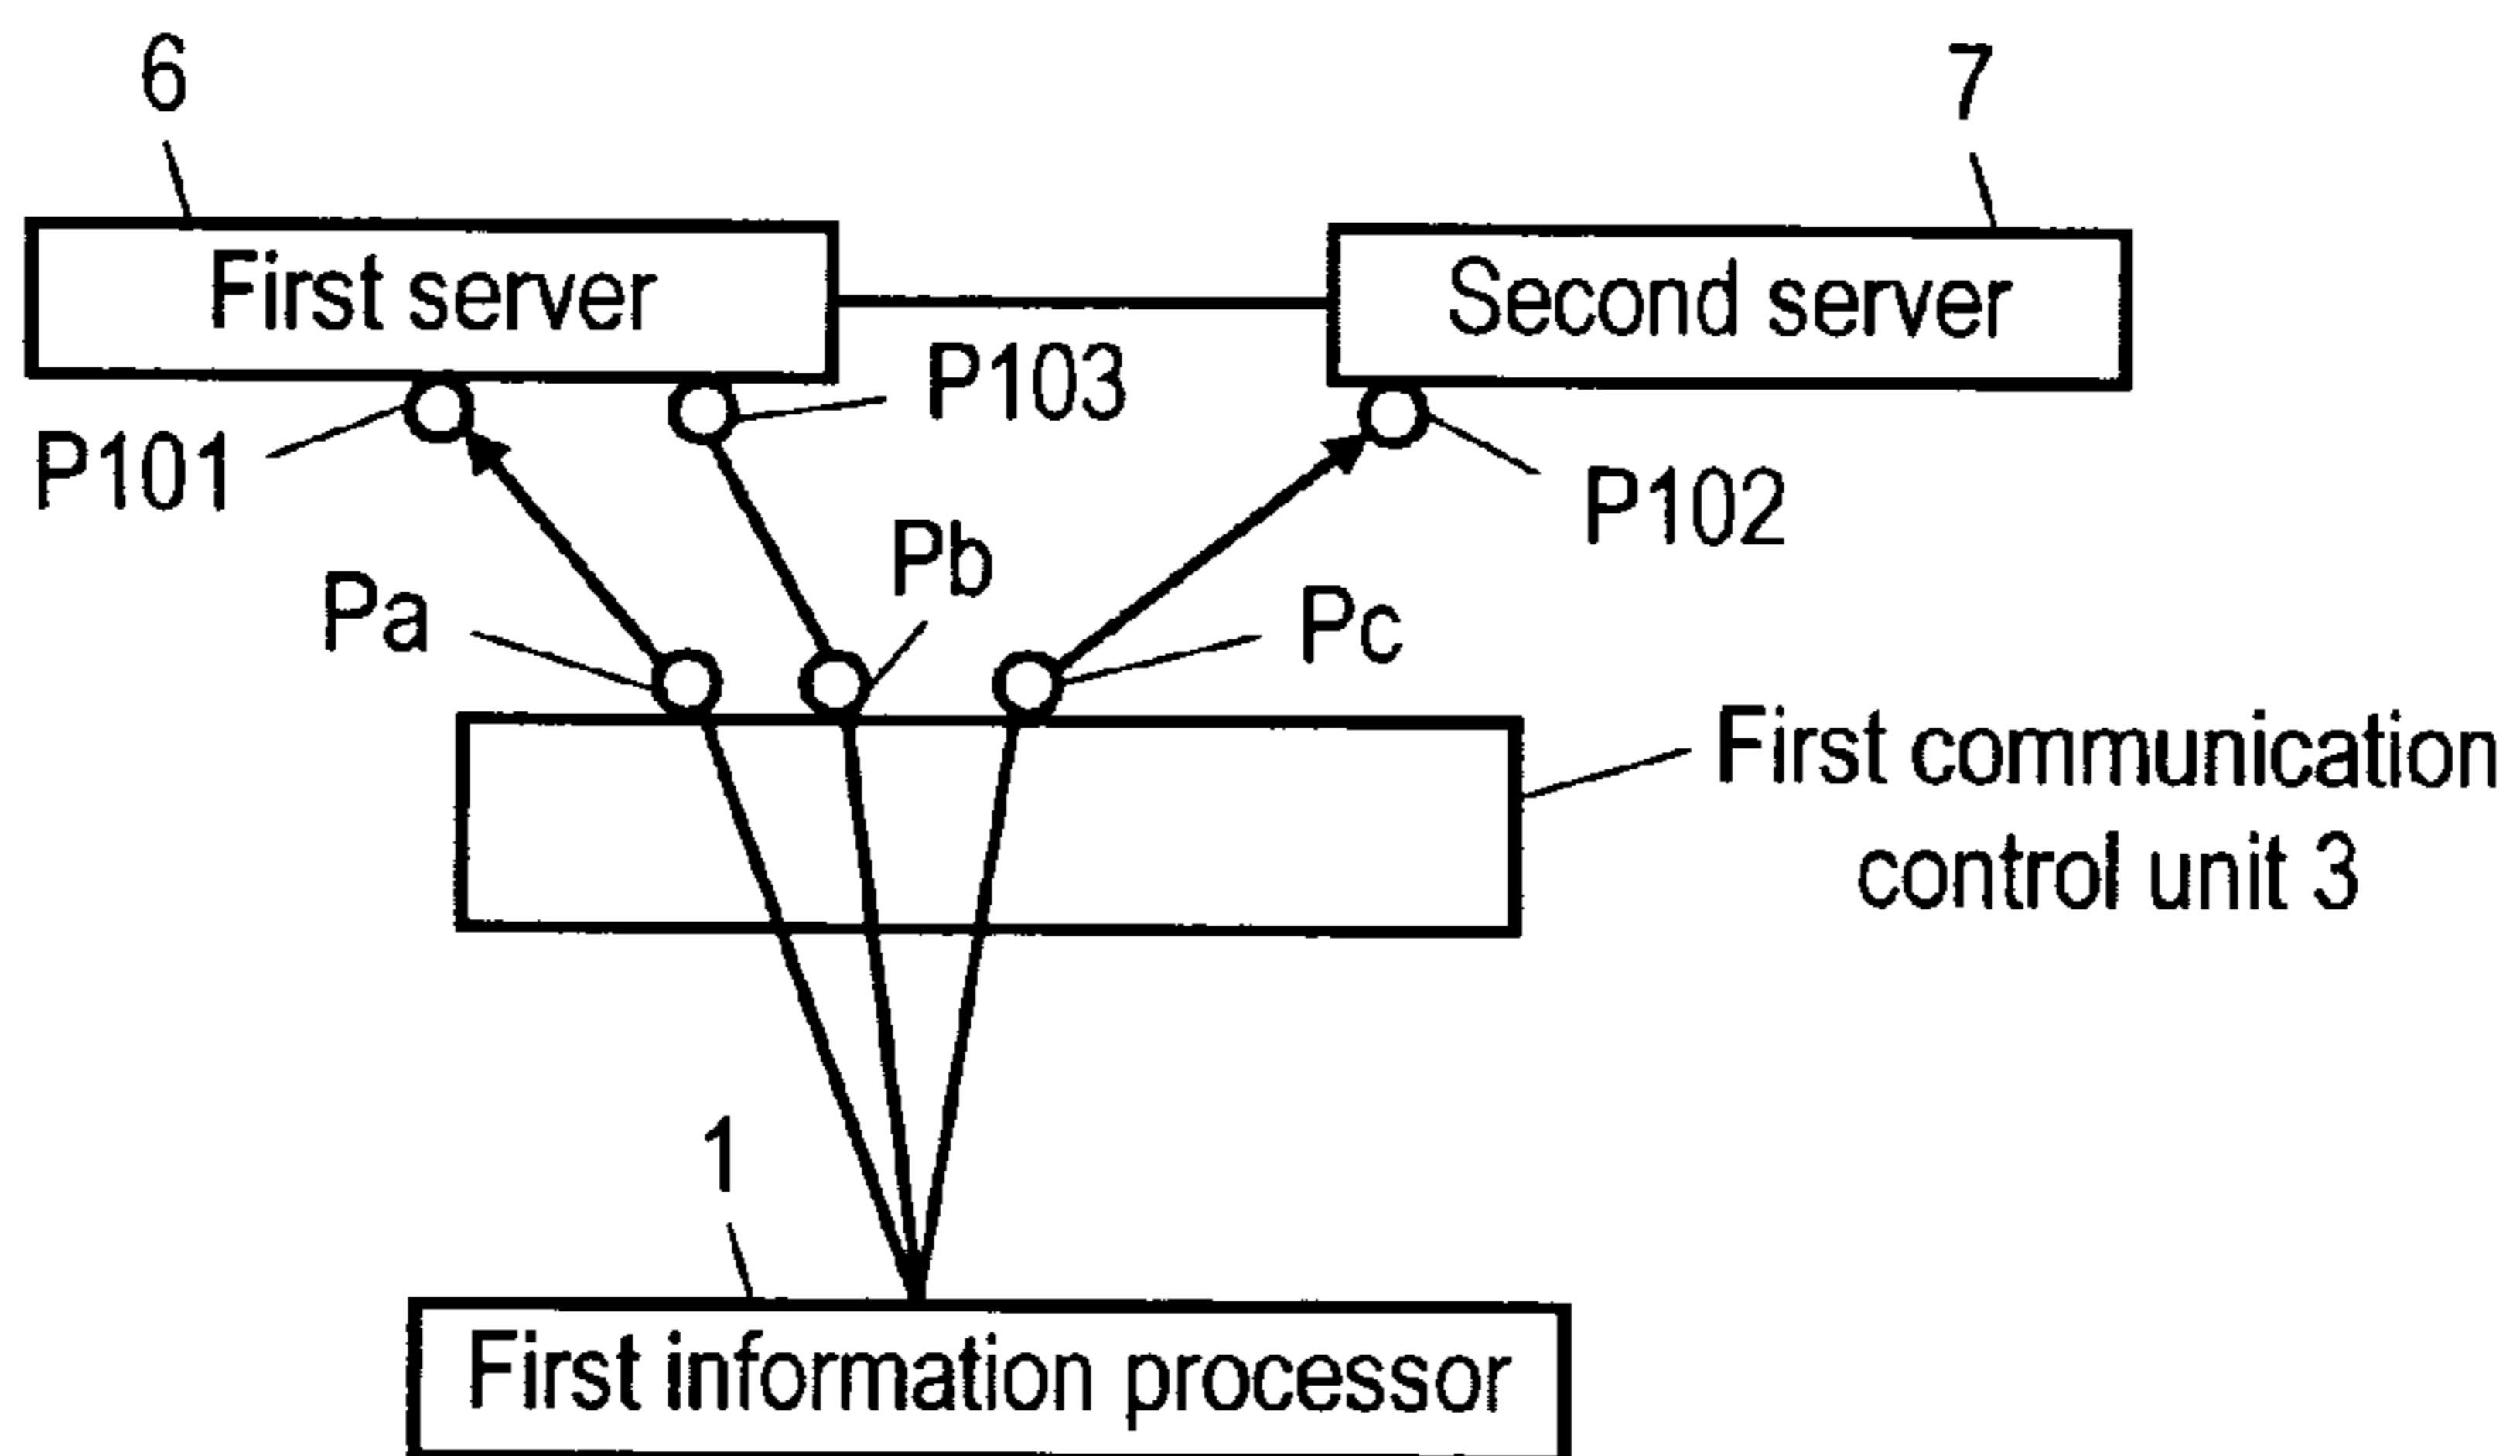 6
7
First server
Second server
P103
P101
P102
Pb
Pa
Pc
First communication
control unit 3
1
First information processor